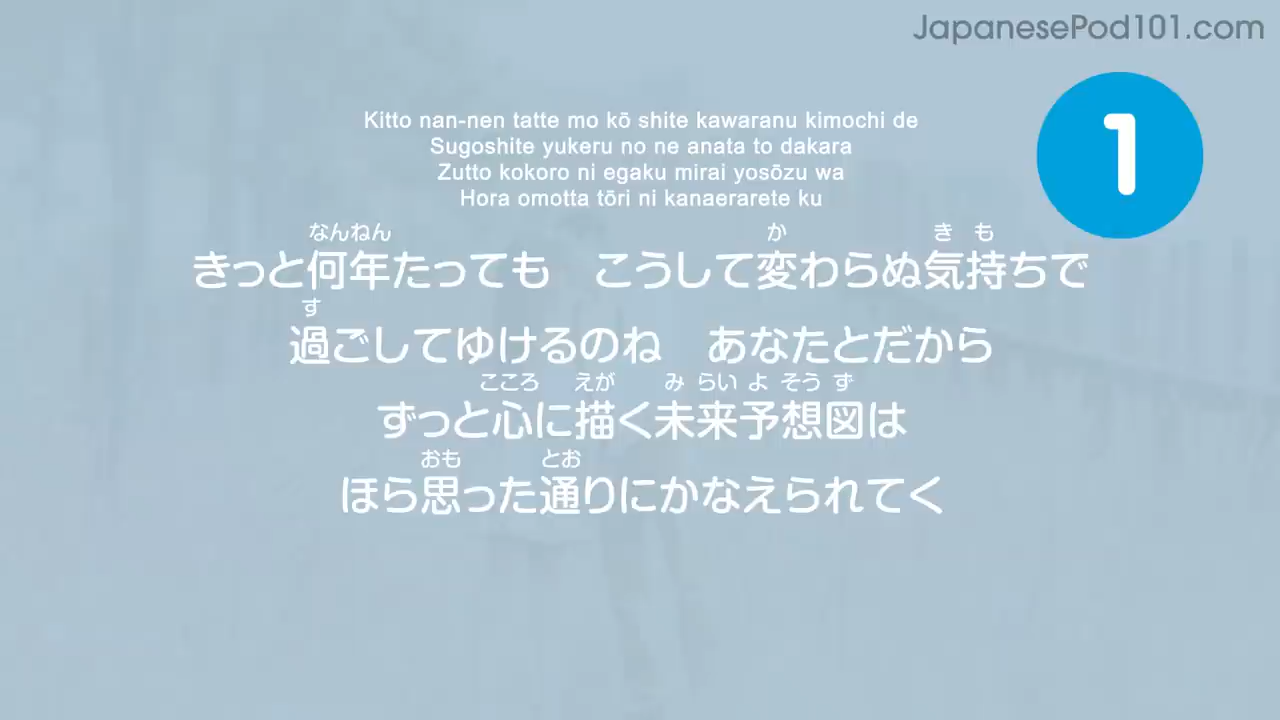 JapanesePod101.com
1
Kitto nan-nen tatte mo kō shite kawaranu kimochi de
Sugoshite yukeru no ne anata to dakara
Zutto kokoro ni egaku mirai yosōzu wa
Hora omotta tōri ni kanaerarete ku
なんねん か き も
きっと何年たっても　こうして変わらぬ気持ちで
す
過ごしてゆけるのね　あなたとだから
こころ えが み らい よ そう ず
ずっと心に描く未来予想図は
おも とお
ほら思った通りにかなえられてく